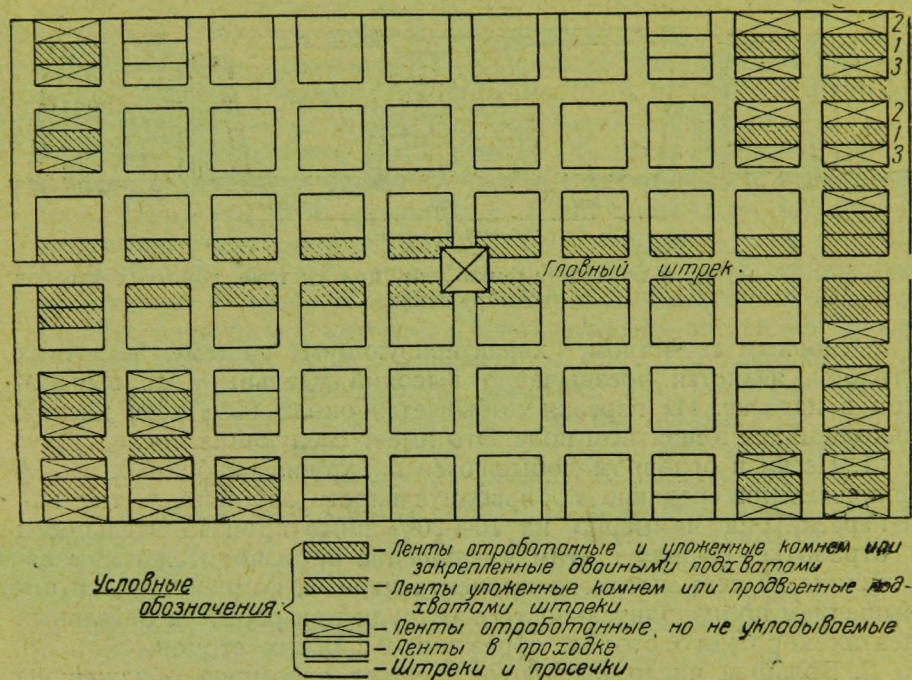 2
1
3
2
1
3
Главный штрек.
Условные
обозначения:
– Ленты отработанные и уложенные камнем или
закрепленные двойными подхватами
– Ленты уложенные камнем или продвоенные под-
хватами штреки
– Ленты отработанные, но не укладываемые
– Ленты в проходке
– Штреки и просечки